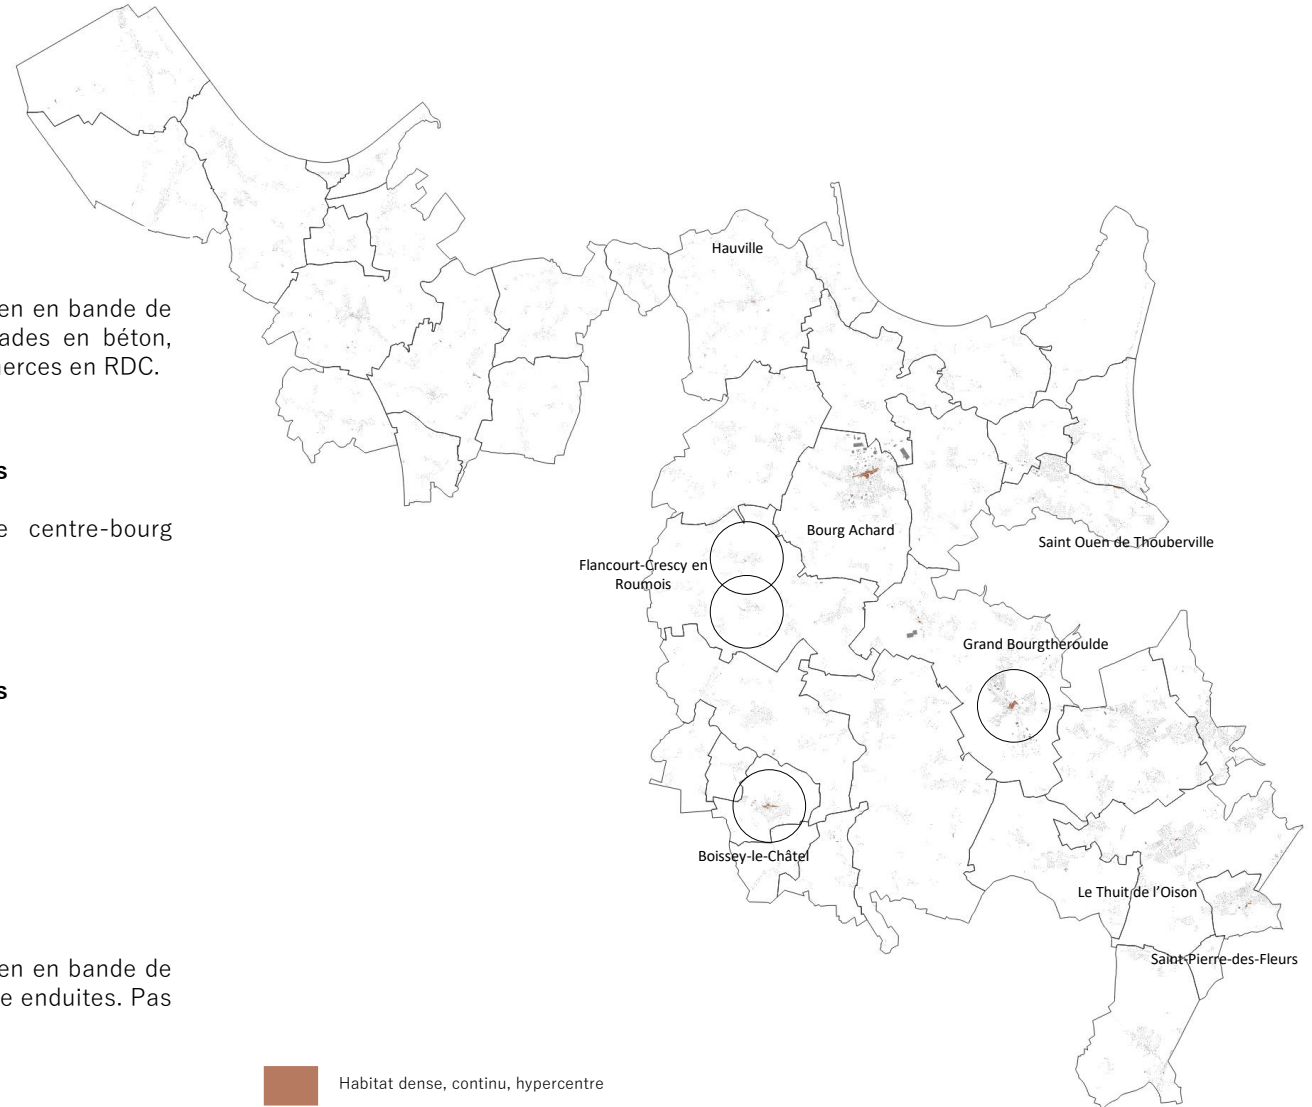 en en bande de
ades en béton,
erces en RDC.
s
e centre-bourg
s
en en bande de
e enduites. Pas
Hauville
Bourg Achard
Saint Ouen de Thouberville
Flancourt-Crescy en
Roumois
Grand Bourgtheroulde
Boissey-le-Châtel
Le Thuit de l’Oison
Saint-Pierre-des-Fleurs
Habitat dense, continu, hypercentre